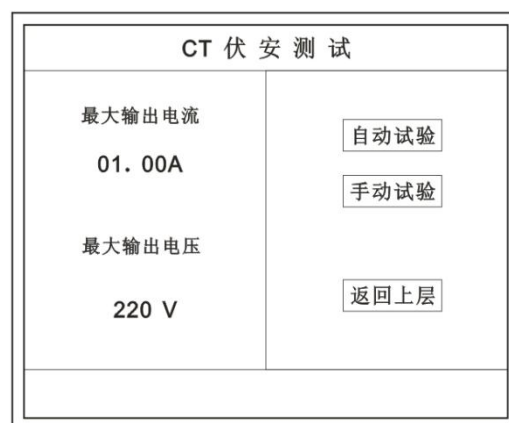 CT 伏安测试
最大输出电流
01. 00A
最大输出电压
220 V
自动试验
手动试验
返回上层